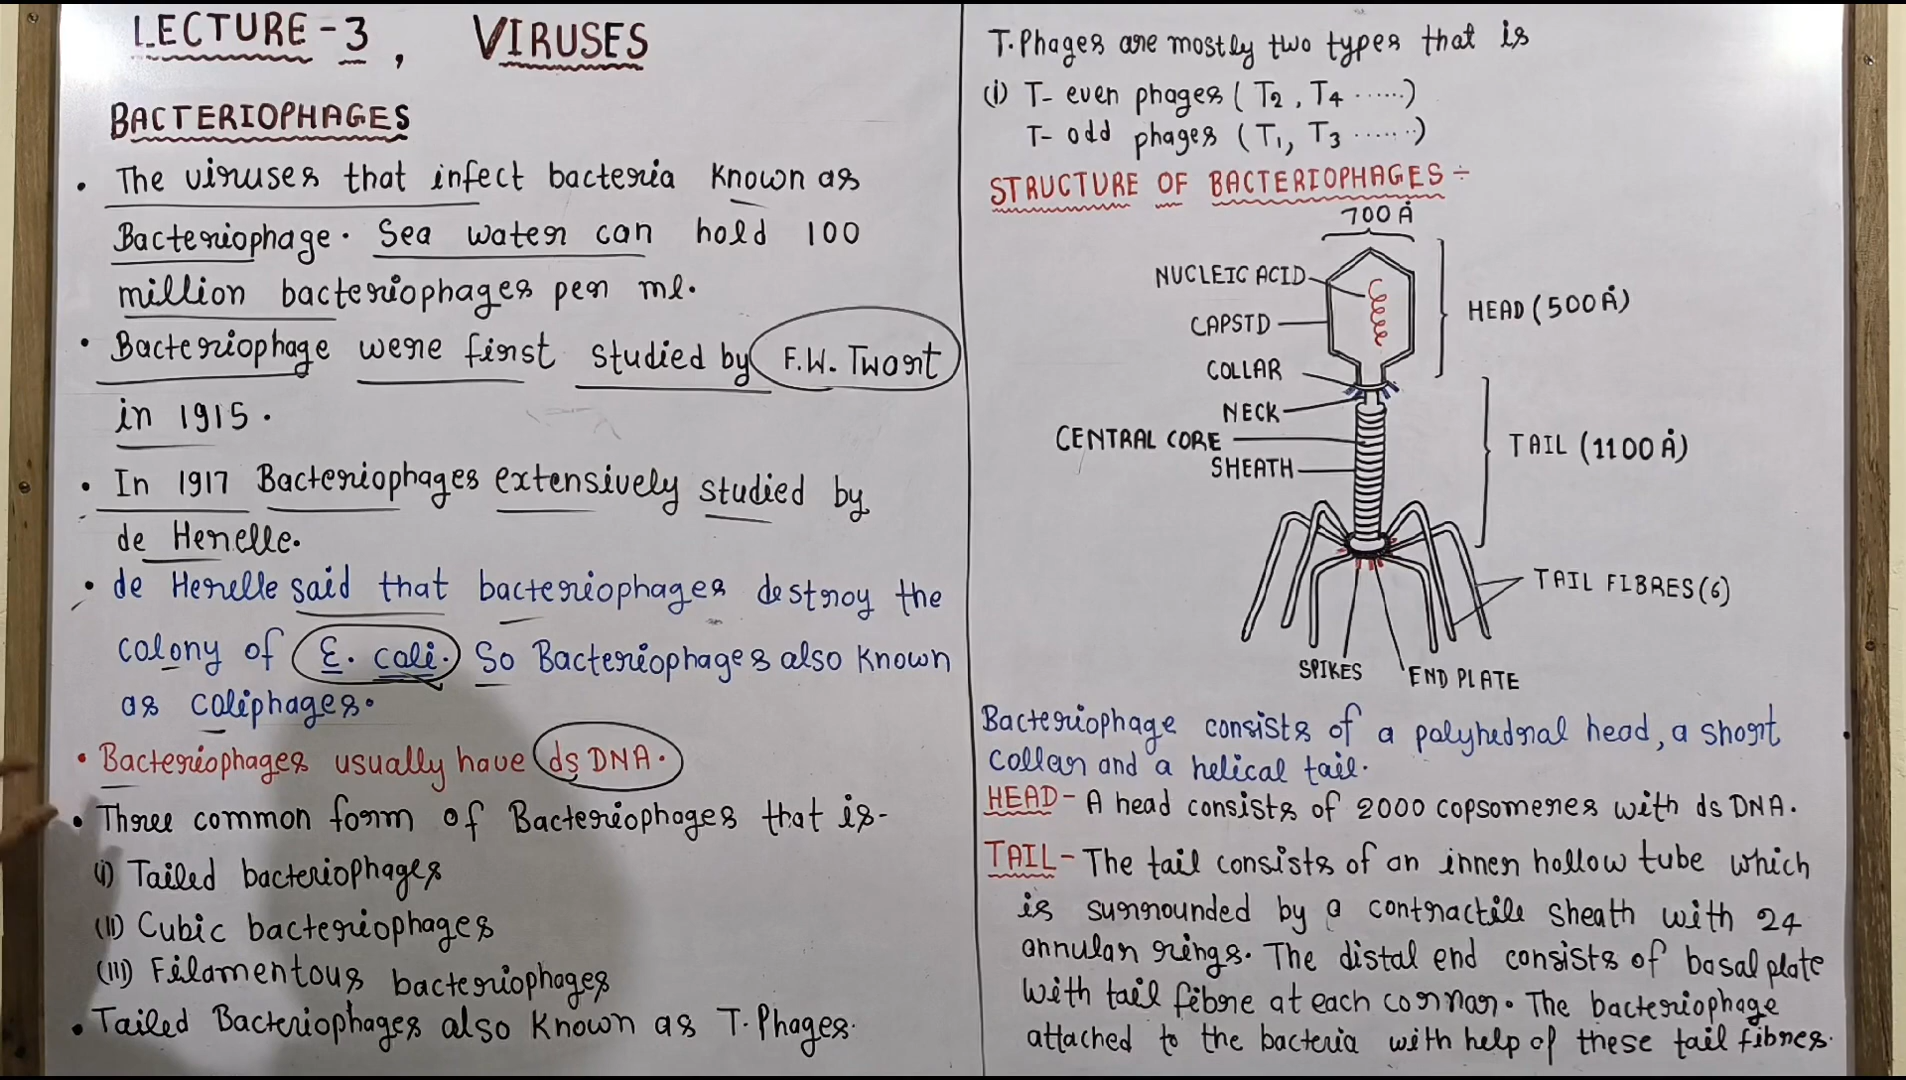 LECTURE-3, VIRUSES
BACTERIOPHAGES
• The viruses that infect bacteria known as
Bacteriophage. Sea water can hold 100
million bacteriophages per ml.
• Bacteriophage were first studied by F.W. Twort
in 1915.
• In 1917 Bacteriophages extensively studied by
de Herelle.
• de Herelle said that bacteriophages destroy the
colony of E. coli. So Bacteriophages also known
as coliphages.
• Bacteriophages usually have ds DNA.
• Three common form of Bacteriophages that is-
(I) Tailed bacteriophages
(II) Cubic bacteriophages
(III) Filamentous bacteriophages
• Tailed Bacteriophages also known as T. Phages.
T. Phages are mostly two types that is
(i) T- even phages ( T2 , T4 ......)
T- odd phages ( T1, T3 .......)
STRUCTURE OF BACTERIOPHAGES ÷
700 Å
NUCLEIC ACID
CAPSTD
HEAD (500 Å)
COLLAR
NECK
CENTRAL CORE
SHEATH
TAIL (1100 Å)
TAIL FIBRES (6)
SPIKES
END PLATE
Bacteriophage consists of a polyhedral head, a short
collar and a helical tail.
HEAD- A head consists of 2000 copsomeres with ds DNA.
TAIL- The tail consists of an inner hollow tube which
is surrounded by a contractile sheath with 24
annular rings. The distal end consists of basal plate
with tail fibre at each cornar. The bacteriophage
attached to the bacteria with help of these tail fibres.